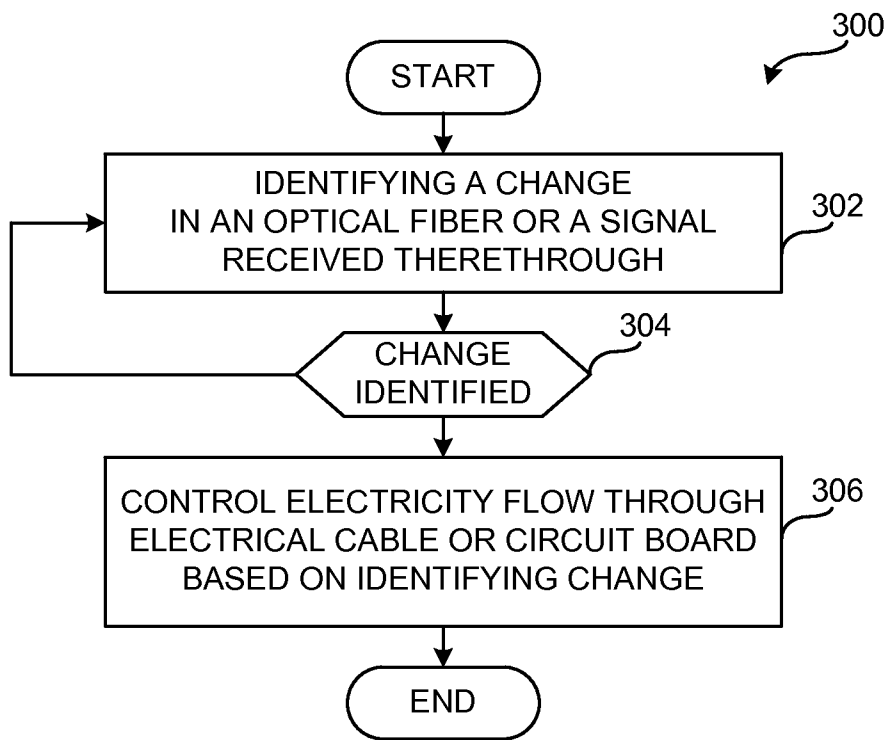 300
START
IDENTIFYING A CHANGE
IN AN OPTICAL FIBER OR A SIGNAL
RECEIVED THERETHROUGH
302
304
CHANGE
IDENTIFIED
CONTROL ELECTRICITY FLOW THROUGH
ELECTRICAL CABLE OR CIRCUIT BOARD
BASED ON IDENTIFYING CHANGE
306
END